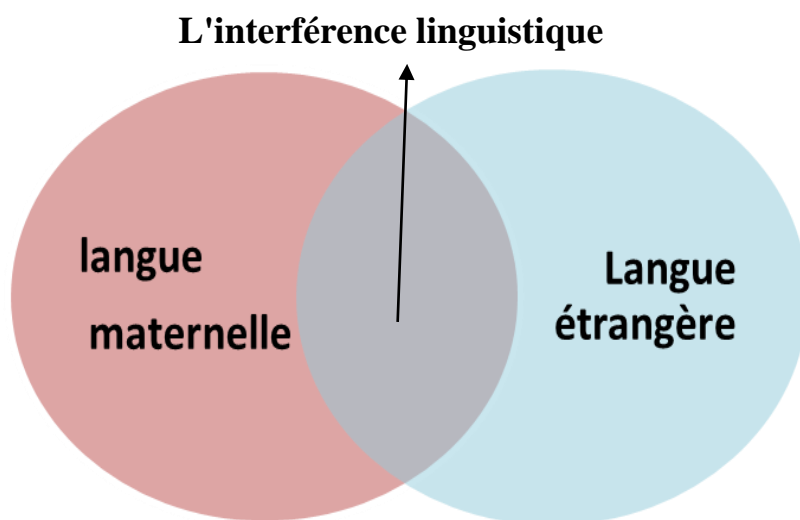 L'interférence linguistique
langue
maternelle
Langue
étrangère